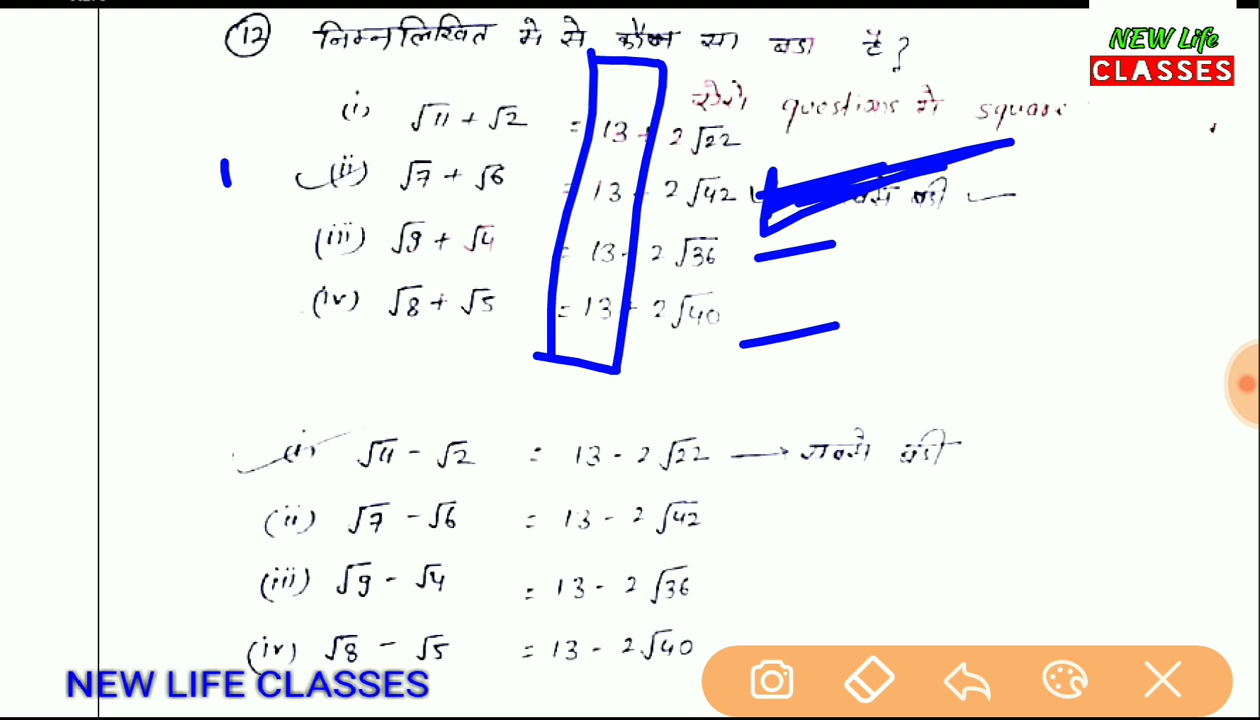 (12) निम्नलिखित मे से कौन सा बडा है?
NEW Life
CLASSES
questions मे square
(i) √11 + √2 = 13 + 2√22
1 (ii) √7 + √6 = 13 + 2√42
(iii) √9 + √4 = 13 + 2√36
(iv) √8 + √5 = 13 + 2√40
(i) √4 - √2 = 13 - 2√22 → सबसे बडी
(ii) √7 - √6 = 13 - 2√42
(iii) √9 - √4 = 13 - 2√36
(iv) √8 - √5 = 13 - 2√40
NEW LIFE CLASSES